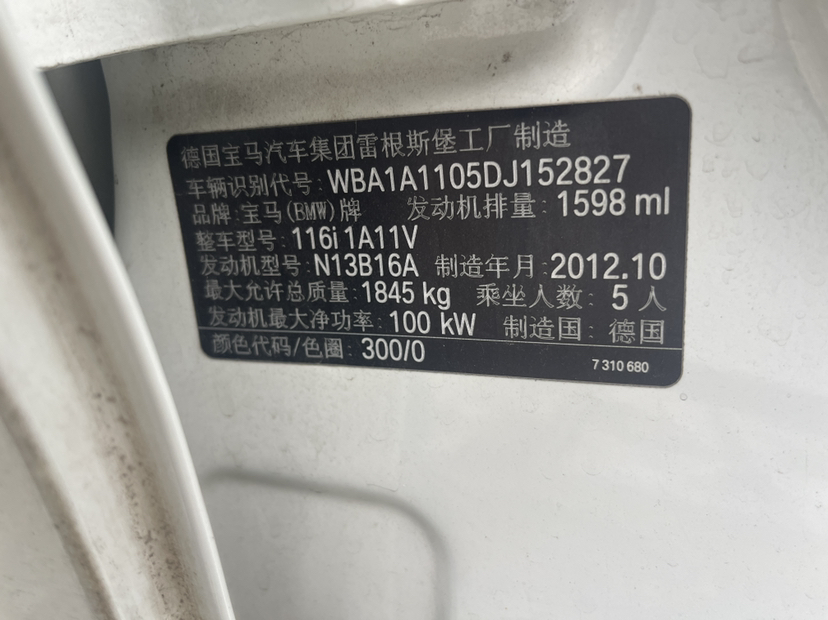 德国宝马汽车集团雷根斯堡工厂制造
车辆识别代号: WBA1A1105DJ152827
品牌: 宝马(BMW)牌 发动机排量: 1598 ml
整车型号: 116i 1A11V
发动机型号: N13B16A 制造年月: 2012.10
最大允许总质量: 1845 kg 乘坐人数: 5 人
发动机最大净功率: 100 kW 制造国: 德国
颜色代码/色圈: 300/0
7 310 680